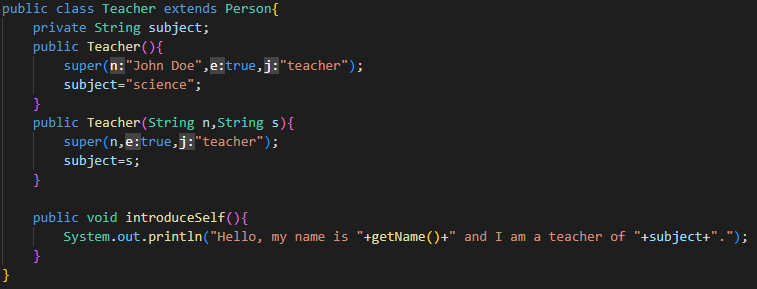 public class Teacher extends Person{
    private String subject;
    public Teacher(){
        super(n:"John Doe",e:true,j:"teacher");
        subject="science";
    }
    public Teacher(String n,String s){
        super(n,e:true,j:"teacher");
        subject=s;
    }

    public void introduceSelf(){
        System.out.println("Hello, my name is "+getName()+" and I am a teacher of "+subject+".");
    }
}